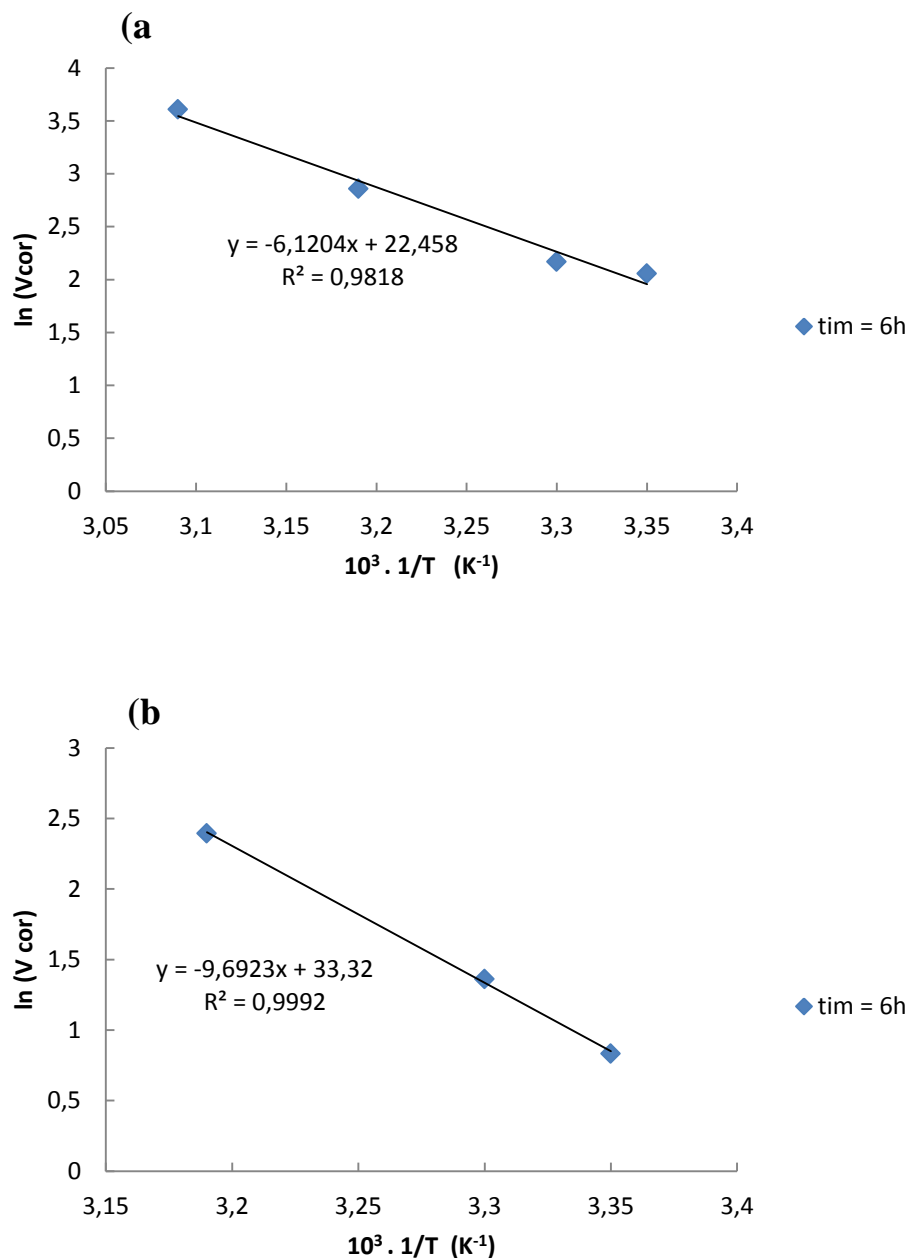 (a
4
3,5
3
2,5
2
1,5
1
0,5
0
ln (Vcor)
y = -6,1204x + 22,458
R² = 0,9818
tim = 6h
3,05 3,1 3,15 3,2 3,25 3,3 3,35 3,4
10³ . 1/T (K⁻¹)
(b
3
2,5
2
1,5
1
0,5
0
ln (V cor)
y = -9,6923x + 33,32
R² = 0,9992
tim = 6h
3,15 3,2 3,25 3,3 3,35 3,4
10³ . 1/T (K⁻¹)